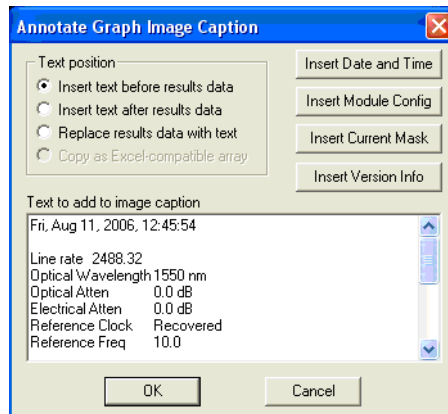 Annotate Graph Image Caption
Text position
Insert text before results data
Insert text after results data
Replace results data with text
Copy as Excel-compatible array
Insert Date and Time
Insert Module Config
Insert Current Mask
Insert Version Info
Text to add to image caption
Fri, Aug 11, 2006, 12:45:54
Line rate 2488.32
Optical Wavelength 1550 nm
Optical Atten 0.0 dB
Electrical Atten 0.0 dB
Reference Clock Recovered
Reference Freq 10.0
OK Cancel